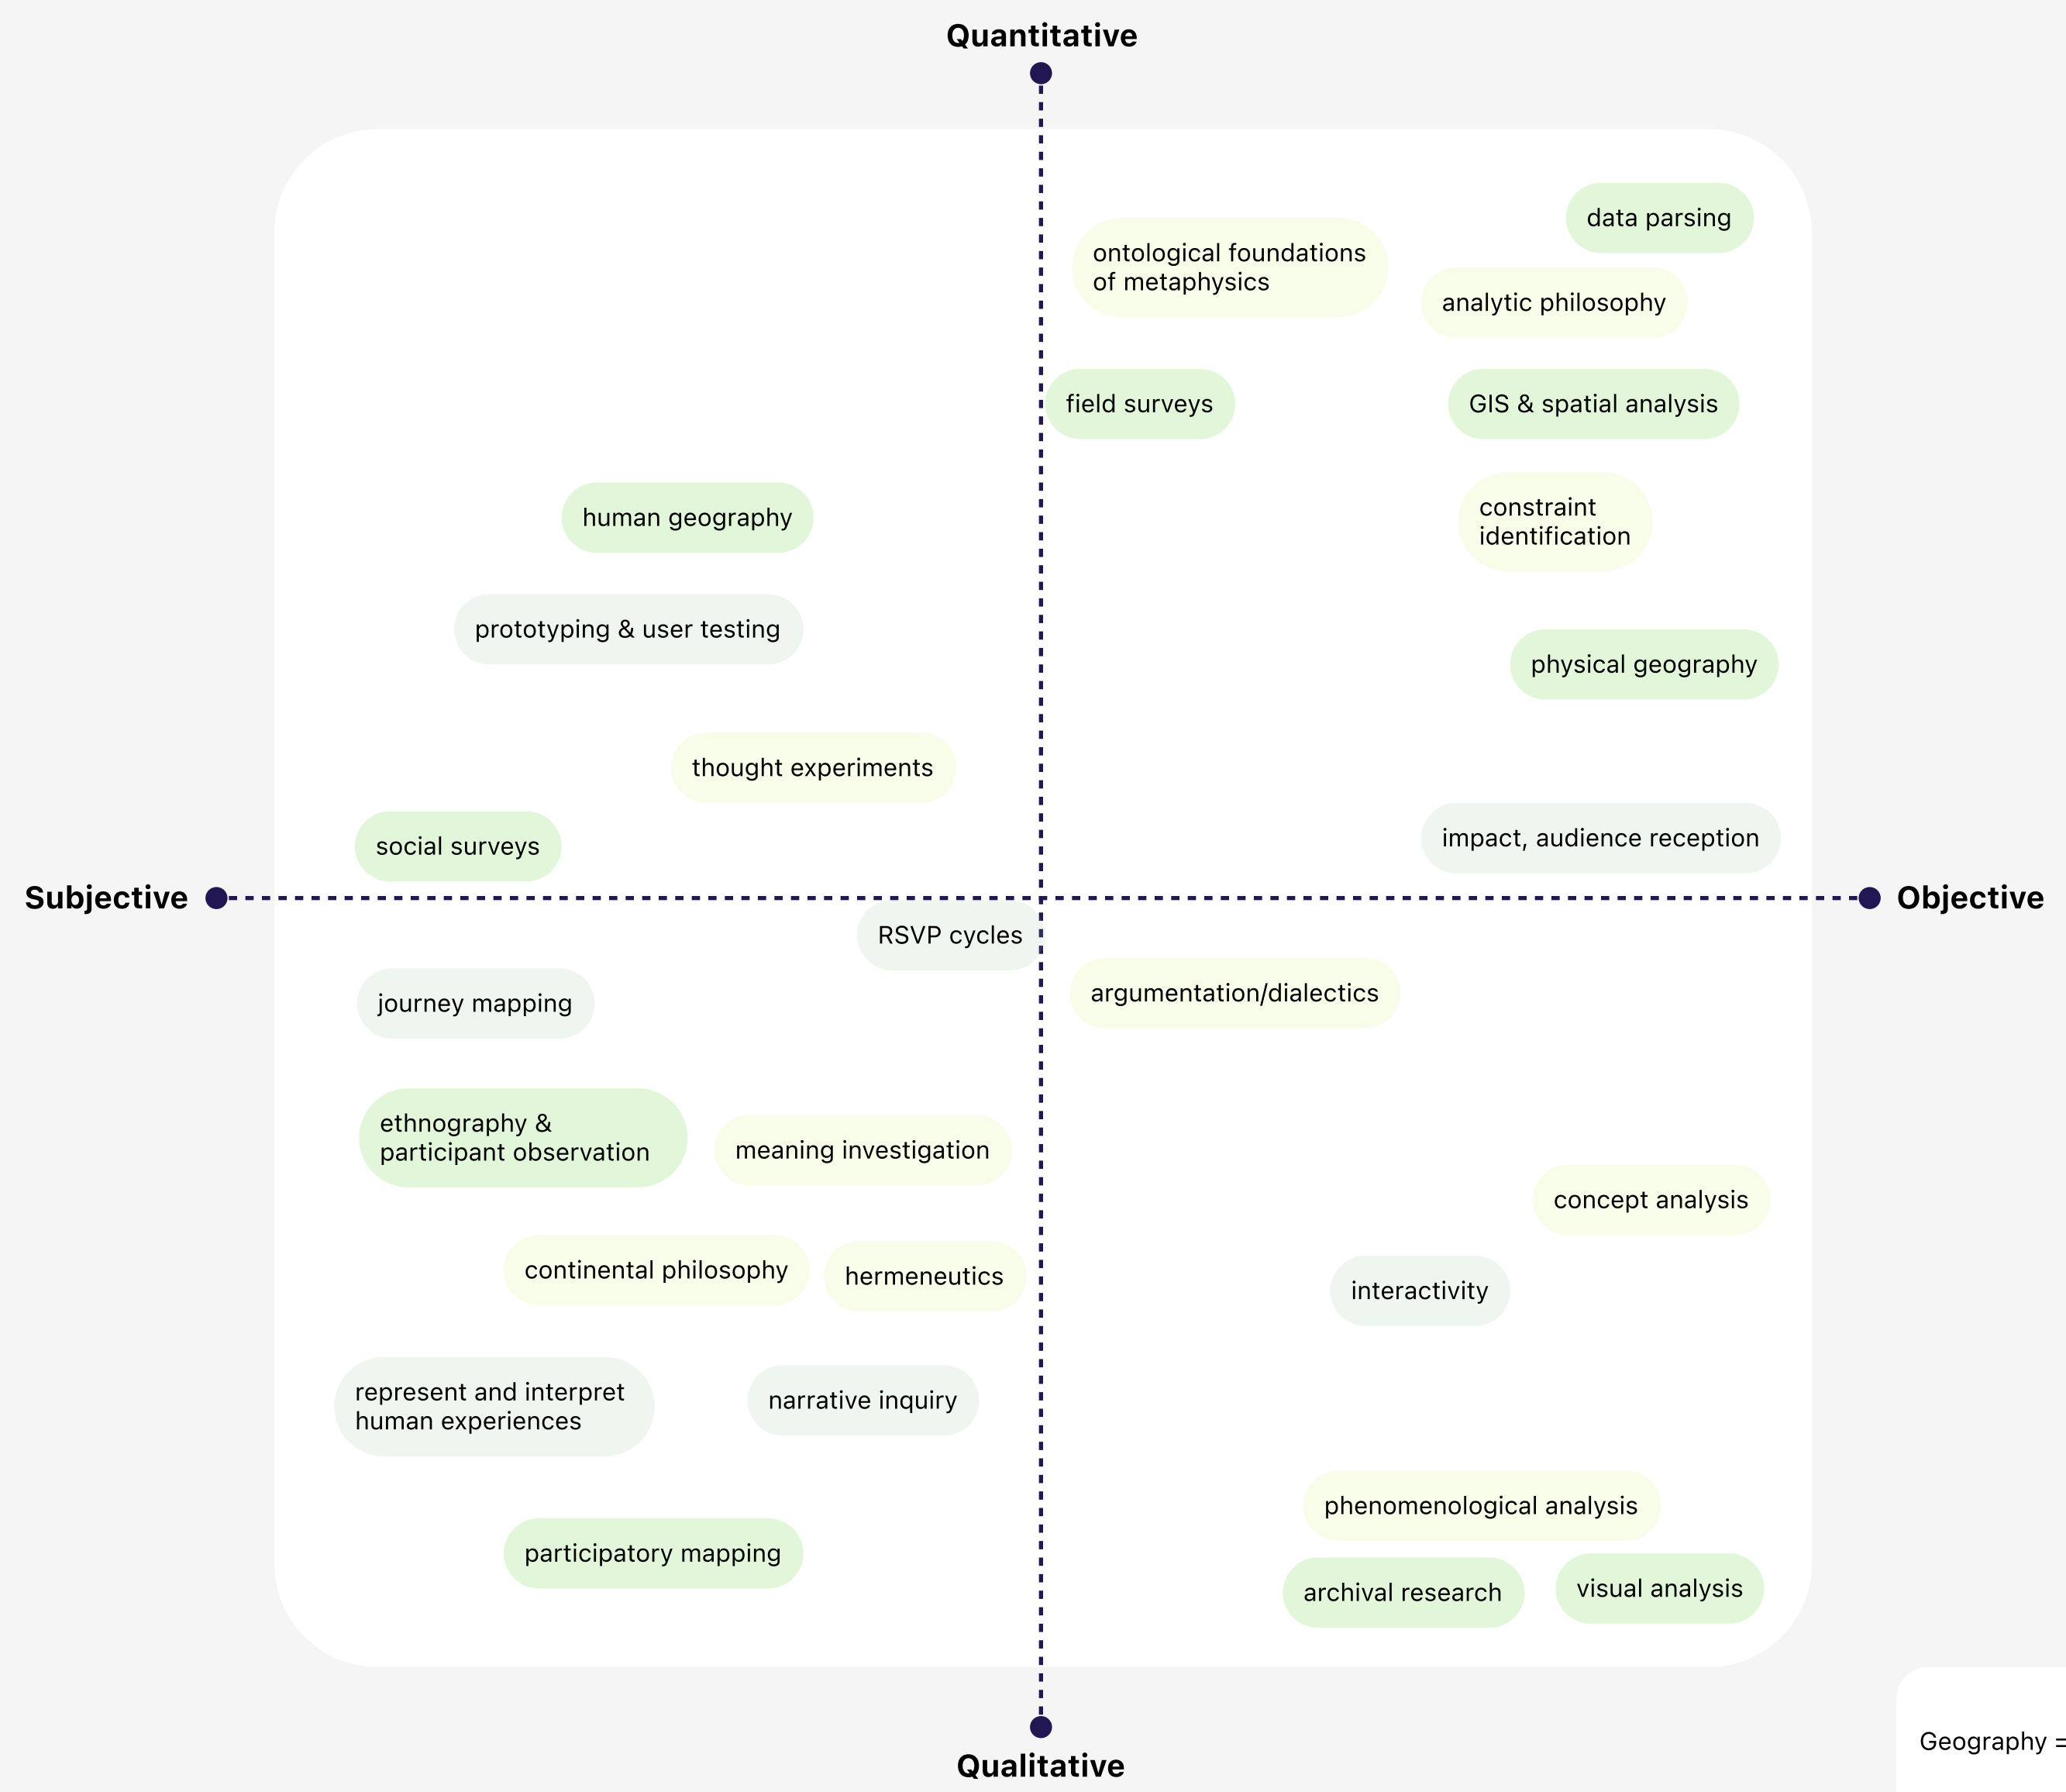 Quantitative
data parsing
ontological foundations
of metaphysics
analytic philosophy
field surveys
GIS & spatial analysis
human geography
constraint
identification
prototyping & user testing
physical geography
thought experiments
social surveys
impact, audience reception
Subjective
Objective
RSVP cycles
journey mapping
argumentation/dialectics
ethnography &
participant observation
meaning investigation
concept analysis
continental philosophy
hermeneutics
interactivity
represent and interpret
human experiences
narrative inquiry
phenomenological analysis
participatory mapping
archival research
visual analysis
Geography =
Qualitative